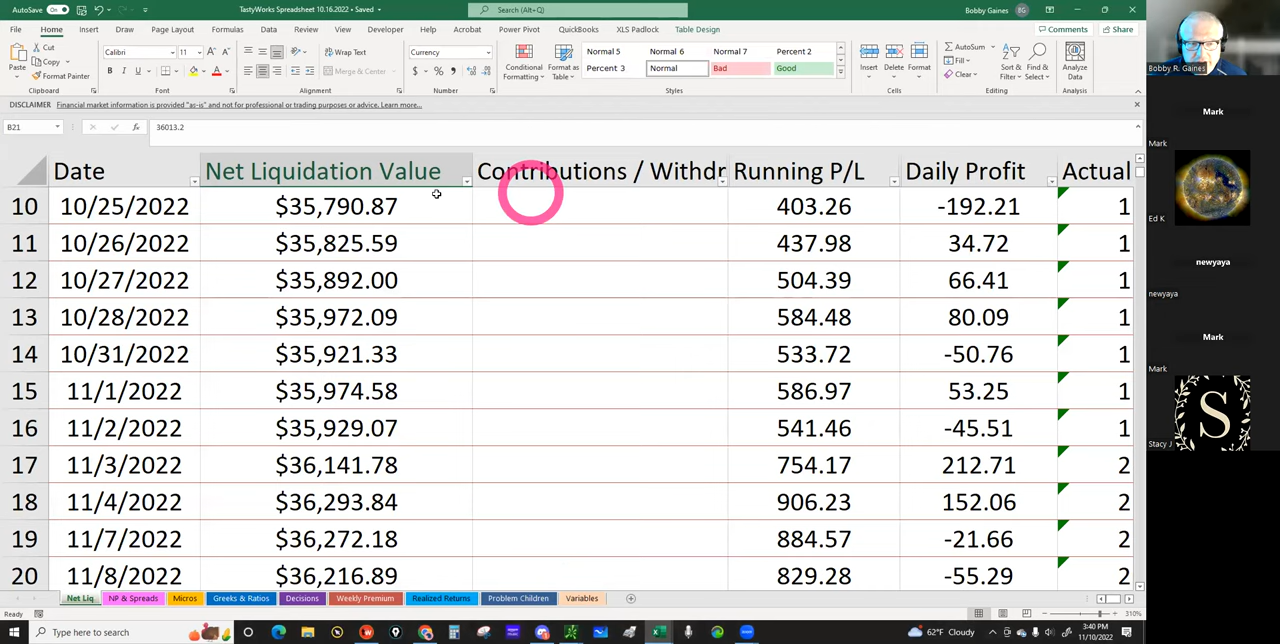 AutoSave On TastyWorks Spreadsheet 10.16.2022 • Saved Search (Alt+Q) Bobby Gaines BG
File Home Insert Draw Page Layout Formulas Data Review View Developer Help Acrobat Power Pivot QuickBooks XLS Padlock Table Design Comments Share
Paste Cut Copy Format Painter Calibri 11 Wrap Text Merge & Center Currency Conditional Formatting Format as Table Normal 5 Normal 6 Normal 7 Percent 2 Percent 3 Normal Bad Good Insert Delete Format AutoSum Fill Clear Sort & Filter Find & Select Analyze Data
Clipboard Font Alignment Number Styles Cells Editing Analysis
DISCLAIMER Financial market information is provided "as-is" and not for professional or trading purposes or advice. Learn more...
B21 fx 36013.2
Date Net Liquidation Value Contributions / Withdr Running P/L Daily Profit Actual
10 10/25/2022 $35,790.87 403.26 -192.21 1
11 10/26/2022 $35,825.59 437.98 34.72 1
12 10/27/2022 $35,892.00 504.39 66.41 1
13 10/28/2022 $35,972.09 584.48 80.09 1
14 10/31/2022 $35,921.33 533.72 -50.76 1
15 11/1/2022 $35,974.58 586.97 53.25 1
16 11/2/2022 $35,929.07 541.46 -45.51 1
17 11/3/2022 $36,141.78 754.17 212.71 2
18 11/4/2022 $36,293.84 906.23 152.06 2
19 11/7/2022 $36,272.18 884.57 -21.66 2
20 11/8/2022 $36,216.89 829.28 -55.29 2
Net Liq NP & Spreads Micros Greeks & Ratios Decisions Weekly Premium Realized Returns Problem Children Variables
Ready 310%
Type here to search 62°F Cloudy 3:40 PM
11/10/2022
Bobby R. Gaines
Mark
Mark
Ed K
newyaya
newyaya
Mark
Mark
S
Stacy J